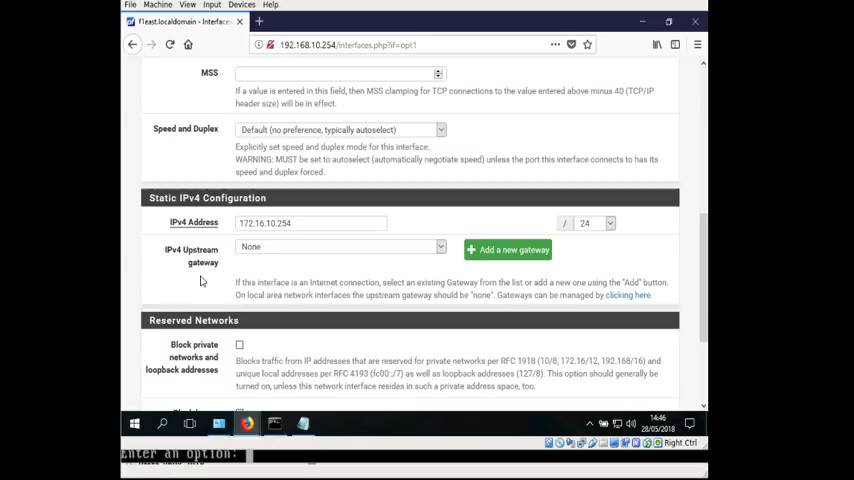 File Machine View Input Devices Help
f1east.localdomain - Interfaces
192.168.10.254/interfaces.php?if=opt1
MSS
If a value is entered in this field, then MSS clamping for TCP connections to the value entered above minus 40 (TCP/IP
header size) will be in effect.
Speed and Duplex
Default (no preference, typically autoselect)
Explicitly set speed and duplex mode for this interface.
WARNING: MUST be set to autoselect (automatically negotiate speed) unless the port this interface connects to has its
speed and duplex forced.
Static IPv4 Configuration
IPv4 Address
172.16.10.254
/ 24
IPv4 Upstream
gateway
None
Add a new gateway
If this interface is an Internet connection, select an existing Gateway from the list or add a new one using the "Add" button.
On local area network interfaces the upstream gateway should be "none". Gateways can be managed by clicking here.
Reserved Networks
Block private
networks and
loopback addresses
Blocks traffic from IP addresses that are reserved for private networks per RFC 1918 (10/8, 172.16/12, 192.168/16) and
unique local addresses per RFC 4193 (fc00::/7) as well as loopback addresses (127/8). This option should generally be
turned on, unless this network interface resides in such a private address space, too.
14:46
28/05/2018
Right Ctrl
Enter an option: